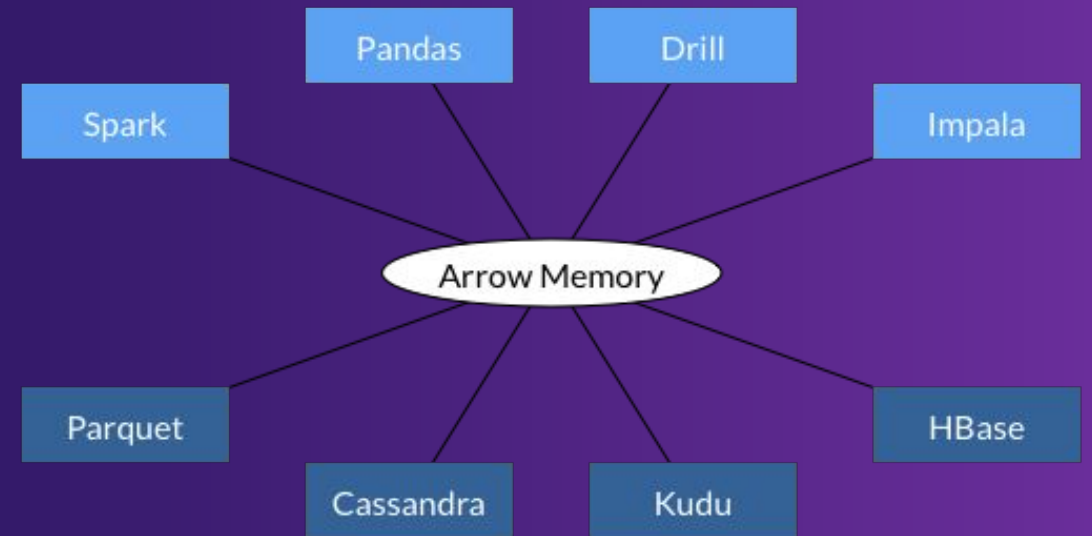 Pandas
Drill
Spark
Impala
Arrow Memory
Parquet
HBase
Cassandra
Kudu